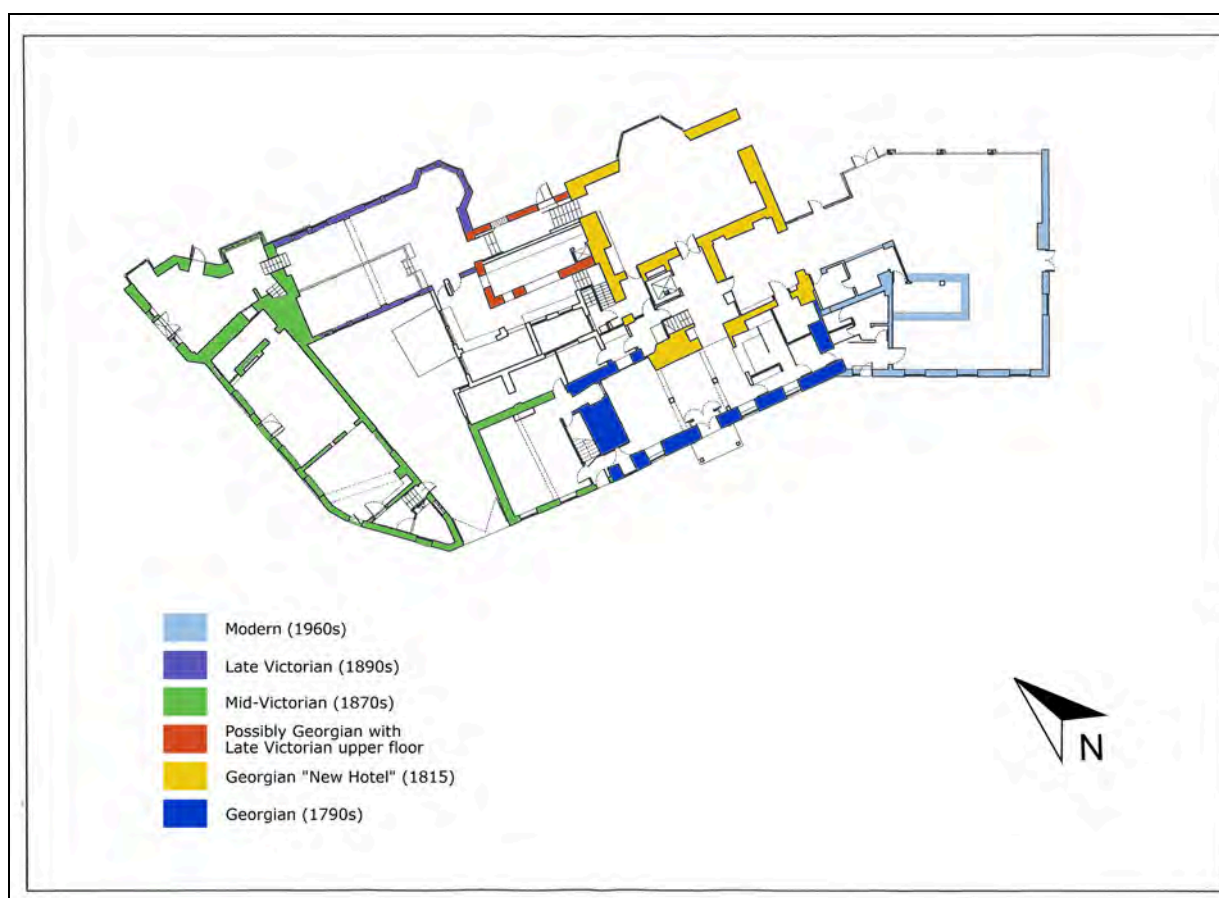 Modern (1960s)
Late Victorian (1890s)
Mid-Victorian (1870s)
Possibly Georgian with
Late Victorian upper floor
Georgian "New Hotel" (1815)
Georgian (1790s)
N